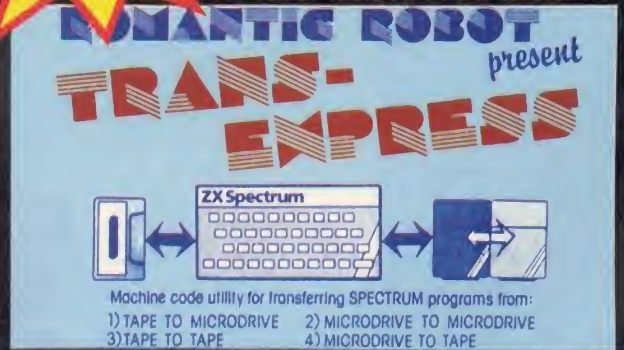 ROMANTIC ROBOT
present
TRANS-
EXPRESS
ZX Spectrum
Machine code utility for transferring SPECTRUM programs from:
1) TAPE TO MICRODRIVE 2) MICRODRIVE TO MICRODRIVE
3) TAPE TO TAPE 4) MICRODRIVE TO TAPE